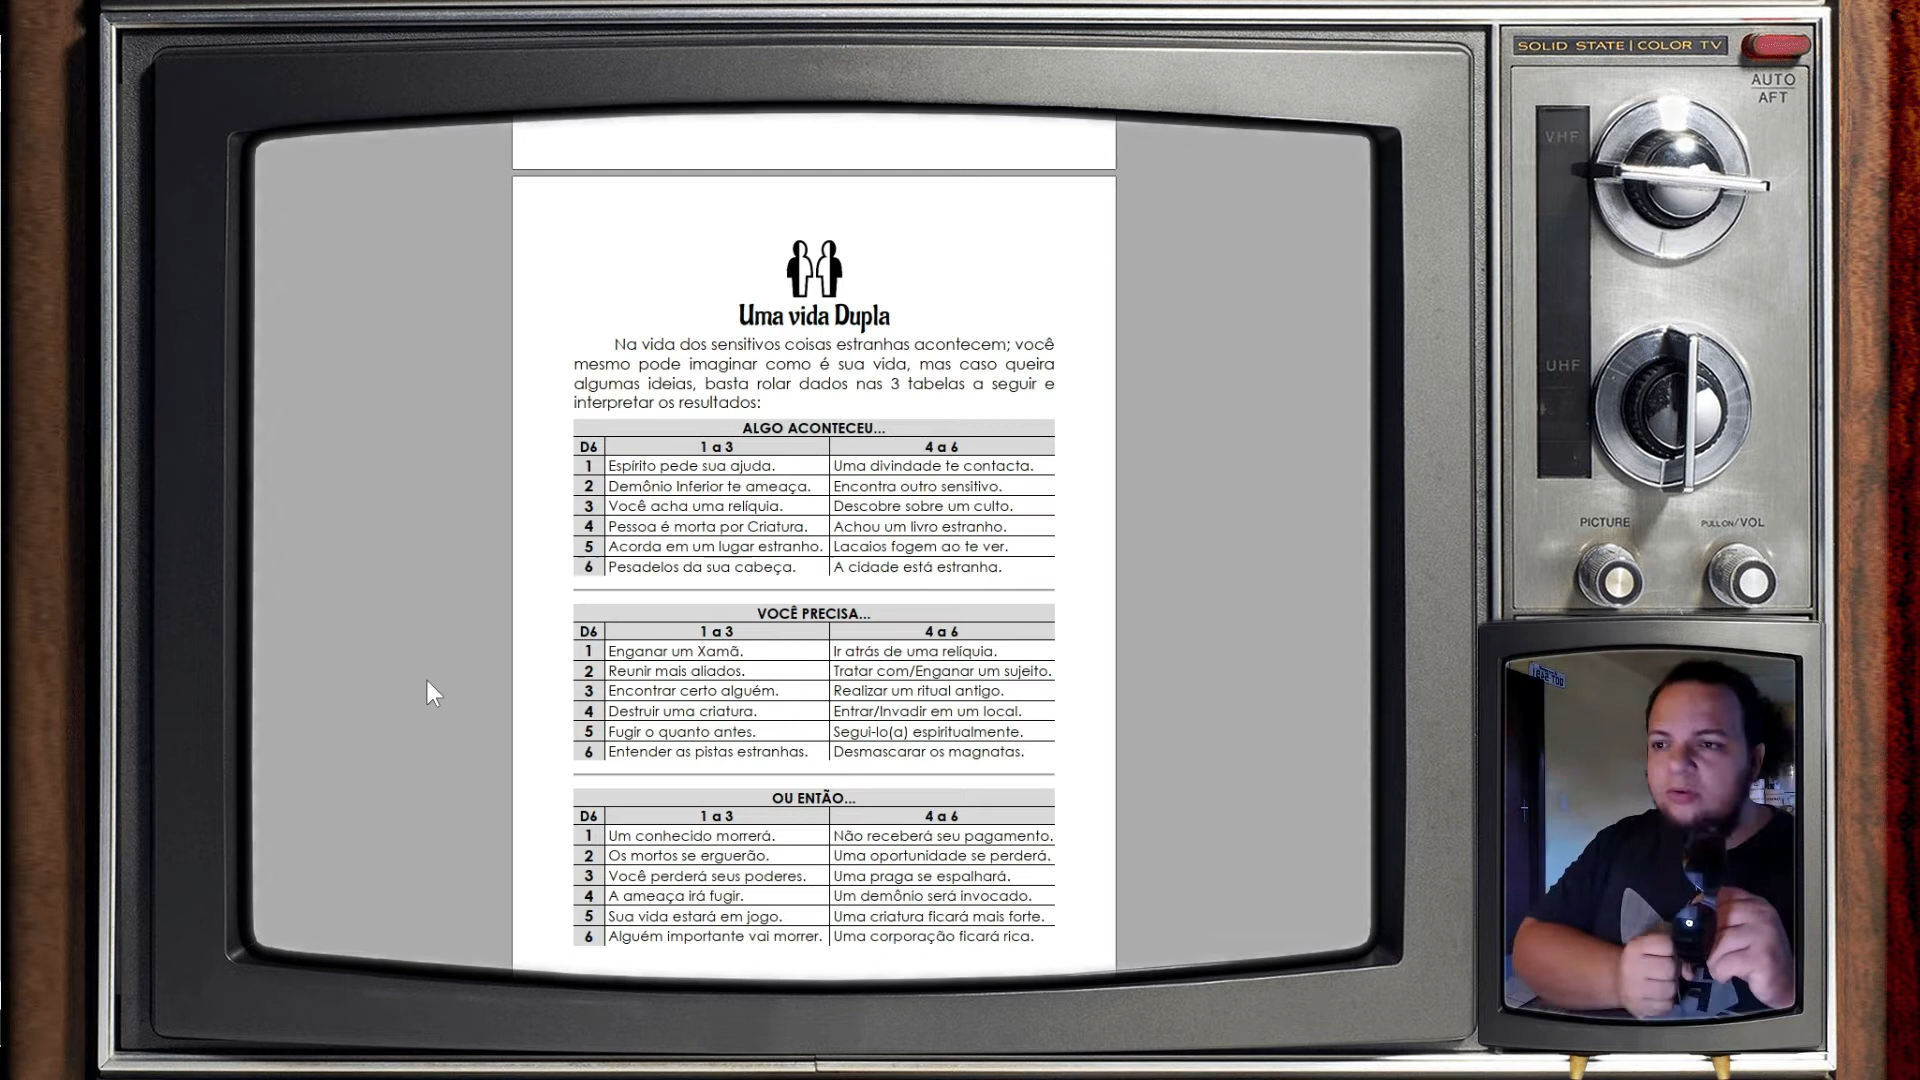 SOLID STATE | COLOR TV
AUTO
AFT
VHF
UHF
PICTURE
PULL ON/VOL
Uma vida Dupla
Na vida dos sensitivos coisas estranhas acontecem; você
mesmo pode imaginar como é sua vida, mas caso queira
algumas ideias, basta rolar dados nas 3 tabelas a seguir e
interpretar os resultados:
ALGO ACONTECEU...
D6 1 a 3 4 a 6
1 Espírito pede sua ajuda. Uma divindade te contacta.
2 Demônio Inferior te ameaça. Encontra outro sensitivo.
3 Você acha uma relíquia. Descobre sobre um culto.
4 Pessoa é morta por Criatura. Achou um livro estranho.
5 Acorda em um lugar estranho. Lacaios fogem ao te ver.
6 Pesadelos da sua cabeça. A cidade está estranha.
VOCÊ PRECISA...
D6 1 a 3 4 a 6
1 Enganar um Xamã. Ir atrás de uma relíquia.
2 Reunir mais aliados. Tratar com/Enganar um sujeito.
3 Encontrar certo alguém. Realizar um ritual antigo.
4 Destruir uma criatura. Entrar/Invadir em um local.
5 Fugir o quanto antes. Segui-lo(a) espiritualmente.
6 Entender as pistas estranhas. Desmascarar os magnatas.
OU ENTÃO...
D6 1 a 3 4 a 6
1 Um conhecido morrerá. Não receberá seu pagamento.
2 Os mortos se erguerão. Uma oportunidade se perderá.
3 Você perderá seus poderes. Uma praga se espalhará.
4 A ameaça irá fugir. Um demônio será invocado.
5 Sua vida estará em jogo. Uma criatura ficará mais forte.
6 Alguém importante vai morrer. Uma corporação ficará rica.